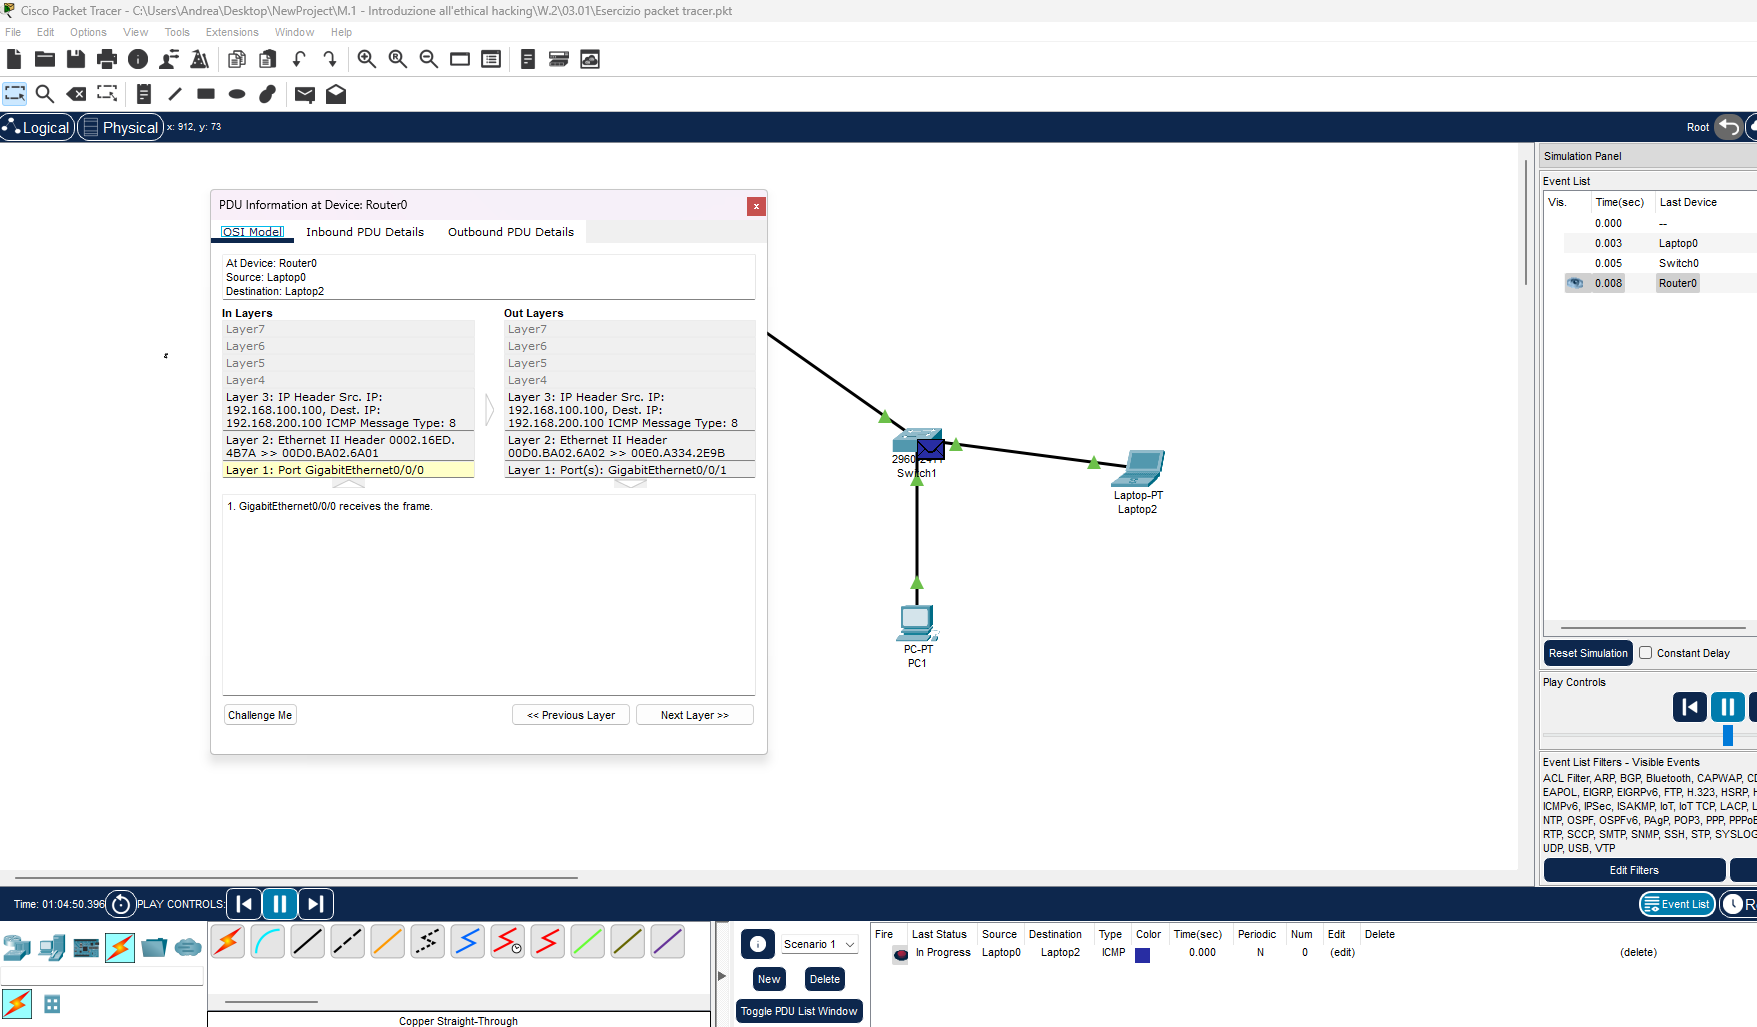 Cisco Packet Tracer - C:\Users\Andrea\Desktop\NewProject\M.1 - Introduzione all'ethical hacking\W.2\03.01\Esercizio packet tracer.pkt
File Edit Options View Tools Extensions Window Help
Logical Physical x: 912, y: 73
Root
PDU Information at Device: Router0
x
OSI Model Inbound PDU Details Outbound PDU Details
At Device: Router0
Source: Laptop0
Destination: Laptop2
In Layers
Layer7
Layer6
Layer5
Layer4
Layer 3: IP Header Src. IP:
192.168.100.100, Dest. IP:
192.168.200.100 ICMP Message Type: 8
Layer 2: Ethernet II Header 0002.16ED.
4B7A >> 00D0.BA02.6A01
Layer 1: Port GigabitEthernet0/0/0
Out Layers
Layer7
Layer6
Layer5
Layer4
Layer 3: IP Header Src. IP:
192.168.100.100, Dest. IP:
192.168.200.100 ICMP Message Type: 8
Layer 2: Ethernet II Header
00D0.BA02.6A02 >> 00E0.A334.2E9B
Layer 1: Port(s): GigabitEthernet0/0/1
1. GigabitEthernet0/0/0 receives the frame.
Challenge Me << Previous Layer Next Layer >>
Switch1
Laptop-PT
Laptop2
PC-PT
PC1
Simulation Panel
Event List
Vis. Time(sec) Last Device
0.000 --
0.003 Laptop0
0.005 Switch0
0.008 Router0
Reset Simulation Constant Delay
Play Controls
Event List Filters - Visible Events
ACL Filter, ARP, BGP, Bluetooth, CAPWAP, CD
EAPOL, EIGRP, EIGRPv6, FTP, H.323, HSRP, H
ICMPv6, IPSec, ISAKMP, IoT, IoT TCP, LACP, L
NTP, OSPF, OSPFv6, PAgP, POP3, PPP, PPPoE
RTP, SCCP, SMTP, SNMP, SSH, STP, SYSLOG
UDP, USB, VTP
Edit Filters
Time: 01:04:50.396 PLAY CONTROLS:
Event List R
Scenario 1
New Delete
Toggle PDU List Window
Fire Last Status Source Destination Type Color Time(sec) Periodic Num Edit Delete
In Progress Laptop0 Laptop2 ICMP 0.000 N 0 (edit) (delete)
Copper Straight-Through